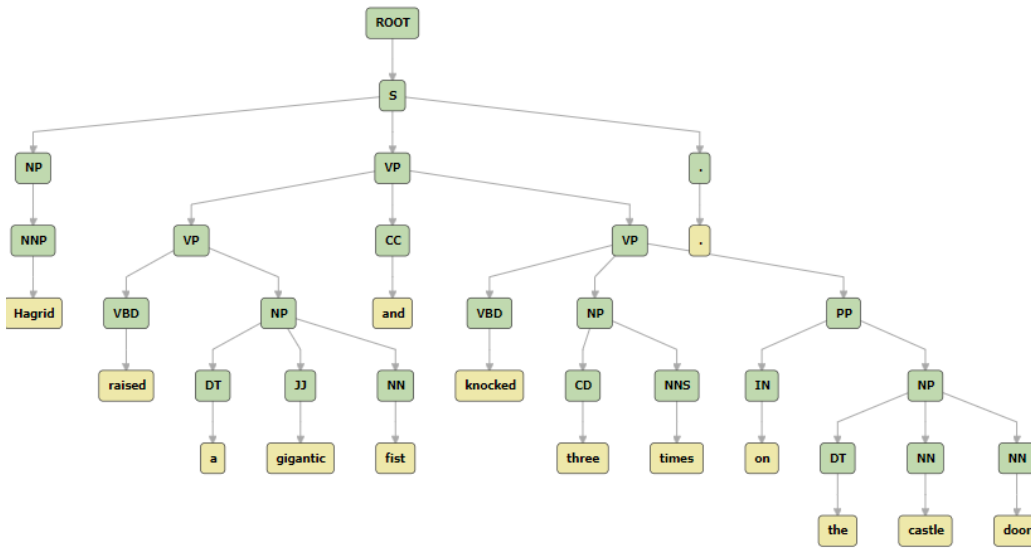 ROOT
S
NP VP .
NNP VP CC VP .
Hagrid VBD NP and VBD NP PP
raised DT JJ NN knocked CD NNS IN NP
a gigantic fist three times on DT NN NN
the castle door